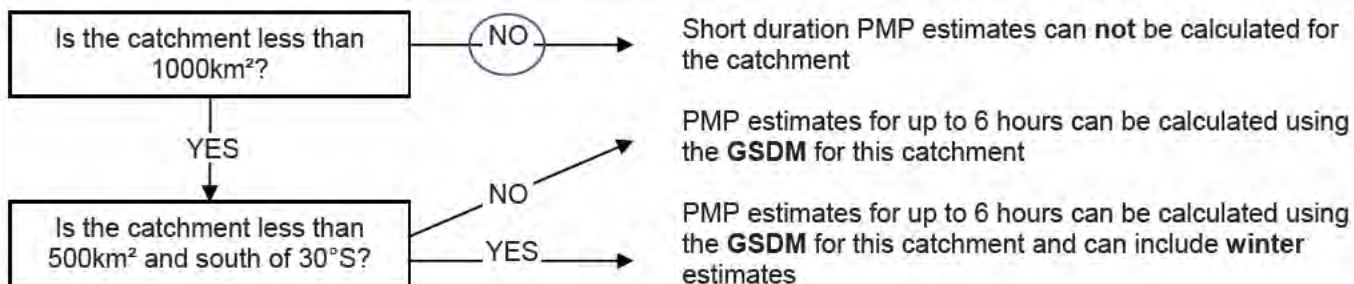 Is the catchment less than
1000km²?
NO
Short duration PMP estimates can not be calculated for
the catchment
YES
PMP estimates for up to 6 hours can be calculated using
the GSDM for this catchment
NO
Is the catchment less than
500km² and south of 30°S?
YES
PMP estimates for up to 6 hours can be calculated using
the GSDM for this catchment and can include winter
estimates